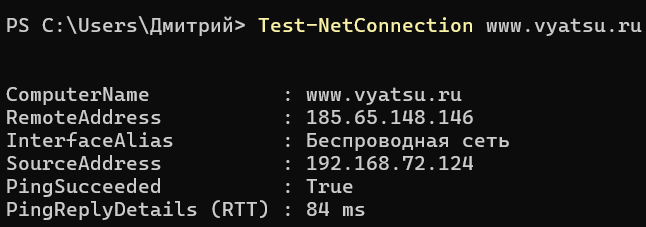 PS C:\Users\Дмитрий> Test-NetConnection www.vyatsu.ru
ComputerName : www.vyatsu.ru
RemoteAddress : 185.65.148.146
InterfaceAlias : Беспроводная сеть
SourceAddress : 192.168.72.124
PingSucceeded : True
PingReplyDetails (RTT) : 84 ms